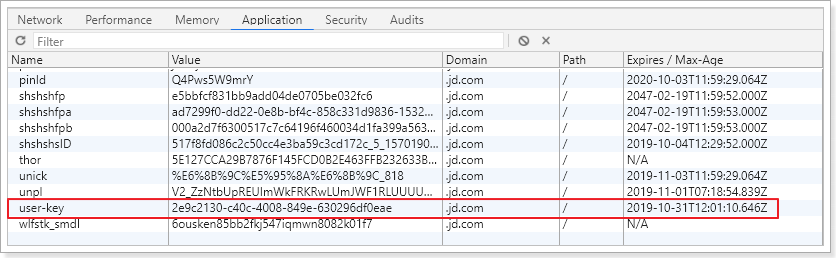 Network Performance Memory Application Security Audits
Filter
Name Value Domain Path Expires / Max-Age
pinId Q4Pws5W9mrY .jd.com / 2020-10-03T11:59:29.064Z
shshshfp e5bbfcf831bb9add04de0705be032fc6 .jd.com / 2047-02-19T11:59:52.000Z
shshshfpa ad7299f0-dd22-0e8b-bf4c-858c331d9836-1532... .jd.com / 2047-02-19T11:59:53.000Z
shshshfpb 000a2d7f6300517c7c64196f460034d1fa399a563... .jd.com / 2047-02-19T11:59:53.000Z
shshshsID 517f8fd086c2c50cc4e3ba59c3cd172c_5_1570190... .jd.com / 2019-10-04T12:29:52.000Z
thor 5E127CCA29B7876F145FCD0B2E463FFB232633B... .jd.com / N/A
unick %E6%8B%9C%E5%95%8A%E6%8B%9C_818 .jd.com / 2019-11-03T11:59:29.064Z
unpl V2_ZzNtbUpREUImWkFRKRwLUmJWF1RLUUUU... .jd.com / 2019-11-01T07:18:54.839Z
user-key 2e9c2130-c40c-4008-849e-630296df0eae .jd.com / 2019-10-31T12:01:10.646Z
wlfstk_smdl 6ousken85bb2fkj547iqmwn8082k01f7 .jd.com / N/A